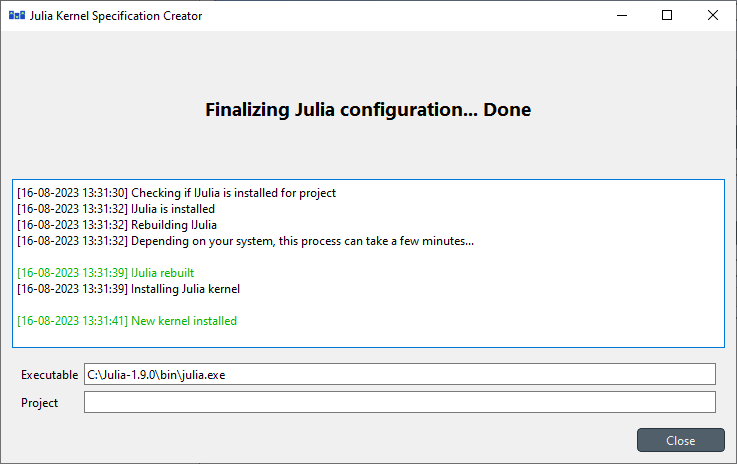 Julia Kernel Specification Creator
Finalizing Julia configuration... Done
[16-08-2023 13:31:30] Checking if IJulia is installed for project
[16-08-2023 13:31:32] IJulia is installed
[16-08-2023 13:31:32] Rebuilding IJulia
[16-08-2023 13:31:32] Depending on your system, this process can take a few minutes...
[16-08-2023 13:31:39] IJulia rebuilt
[16-08-2023 13:31:39] Installing Julia kernel
[16-08-2023 13:31:41] New kernel installed
Executable C:\Julia-1.9.0\bin\julia.exe
Project
Close